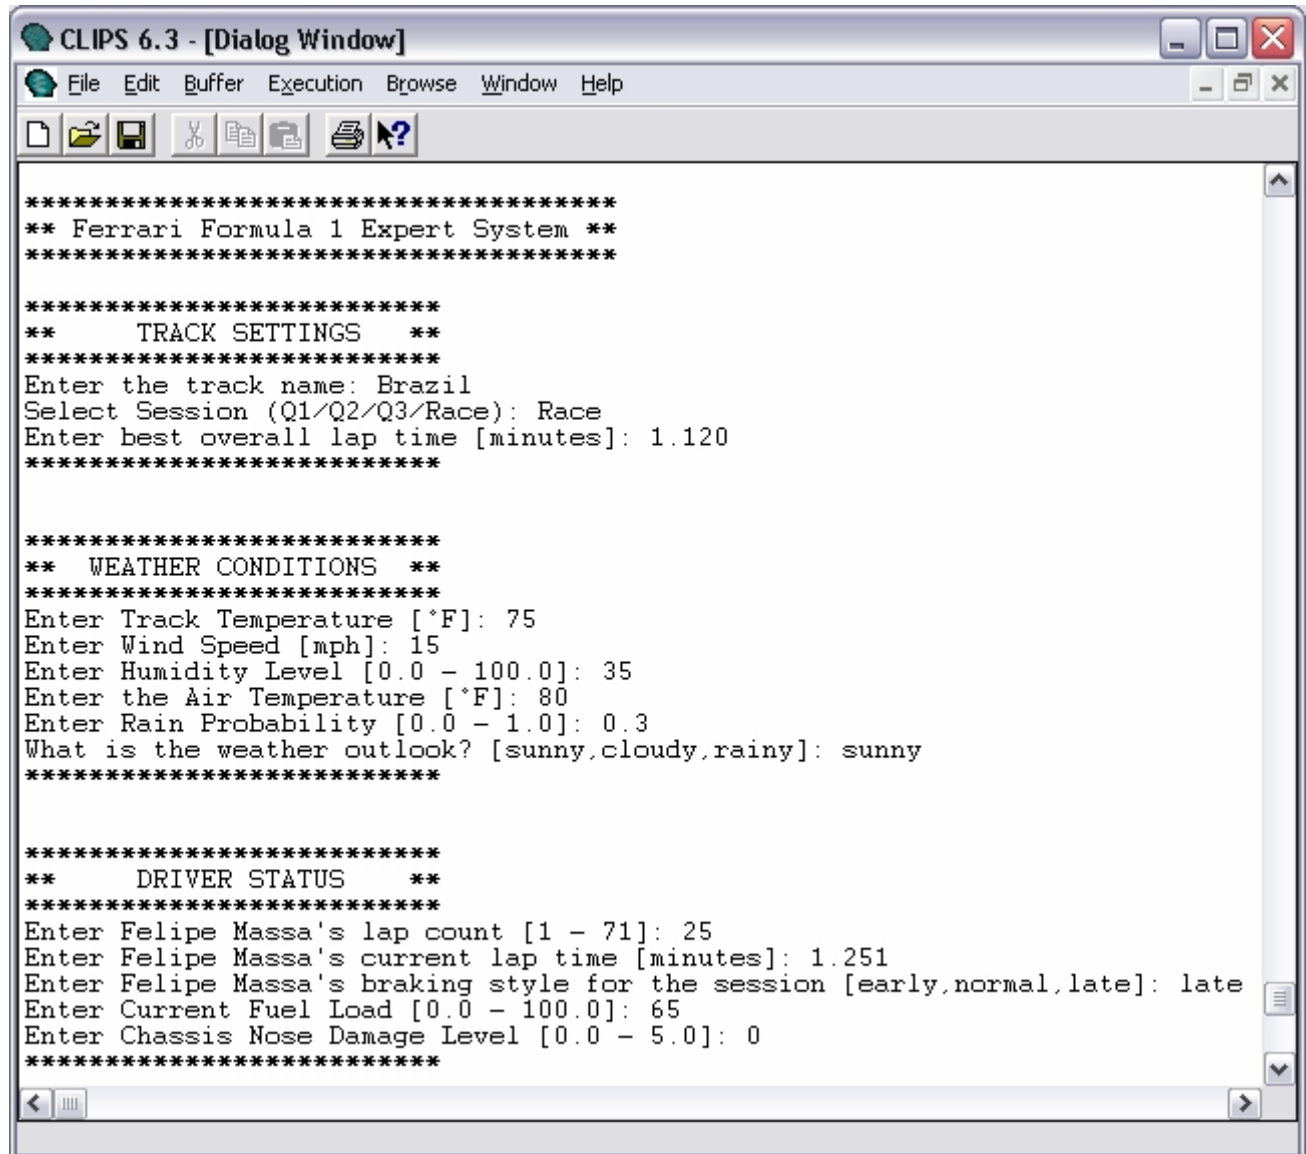 CLIPS 6.3 - [Dialog Window]
File Edit Buffer Execution Browse Window Help
*************************************
** Ferrari Formula 1 Expert System **
*************************************
**************************
**     TRACK SETTINGS   **
**************************
Enter the track name: Brazil
Select Session (Q1/Q2/Q3/Race): Race
Enter best overall lap time [minutes]: 1.120
**************************
**************************
**  WEATHER CONDITIONS  **
**************************
Enter Track Temperature [°F]: 75
Enter Wind Speed [mph]: 15
Enter Humidity Level [0.0 – 100.0]: 35
Enter the Air Temperature [°F]: 80
Enter Rain Probability [0.0 – 1.0]: 0.3
What is the weather outlook? [sunny,cloudy,rainy]: sunny
**************************
**************************
**     DRIVER STATUS    **
**************************
Enter Felipe Massa's lap count [1 – 71]: 25
Enter Felipe Massa's current lap time [minutes]: 1.251
Enter Felipe Massa's braking style for the session [early,normal,late]: late
Enter Current Fuel Load [0.0 – 100.0]: 65
Enter Chassis Nose Damage Level [0.0 – 5.0]: 0
**************************